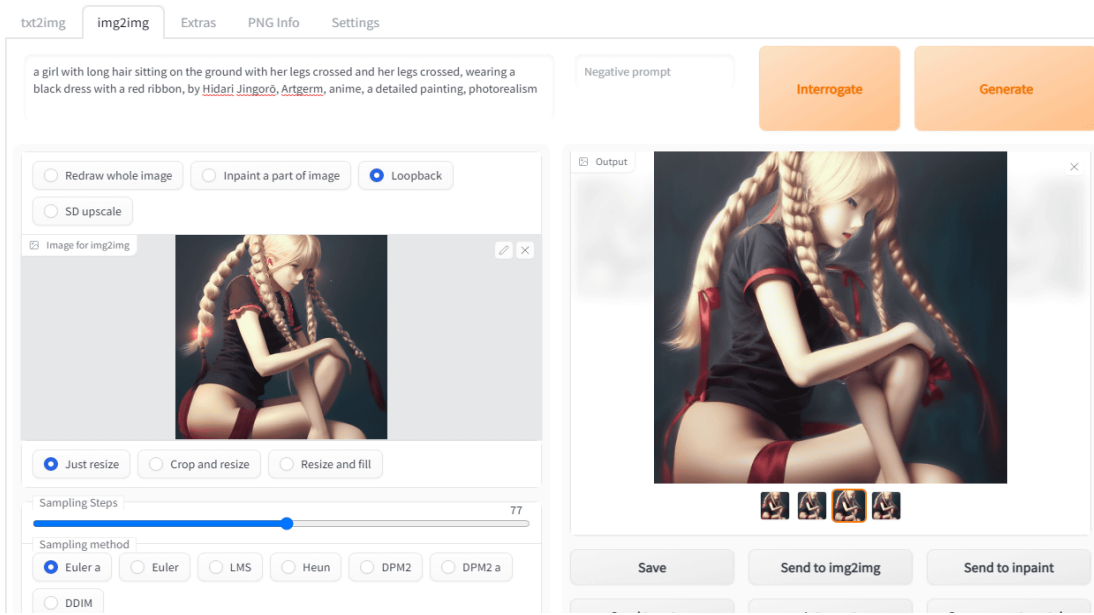 txt2img
img2img
Extras
PNG Info
Settings
a girl with long hair sitting on the ground with her legs crossed and her legs crossed, wearing a
black dress with a red ribbon, by Hidari Jingorō, Artgerm, anime, a detailed painting, photorealism
Negative prompt
Interrogate
Generate
Redraw whole image
Inpaint a part of image
Loopback
SD upscale
Image for img2img
Just resize
Crop and resize
Resize and fill
Sampling Steps
77
Sampling method
Euler a
Euler
LMS
Heun
DPM2
DPM2 a
DDIM
Output
Save
Send to img2img
Send to inpaint